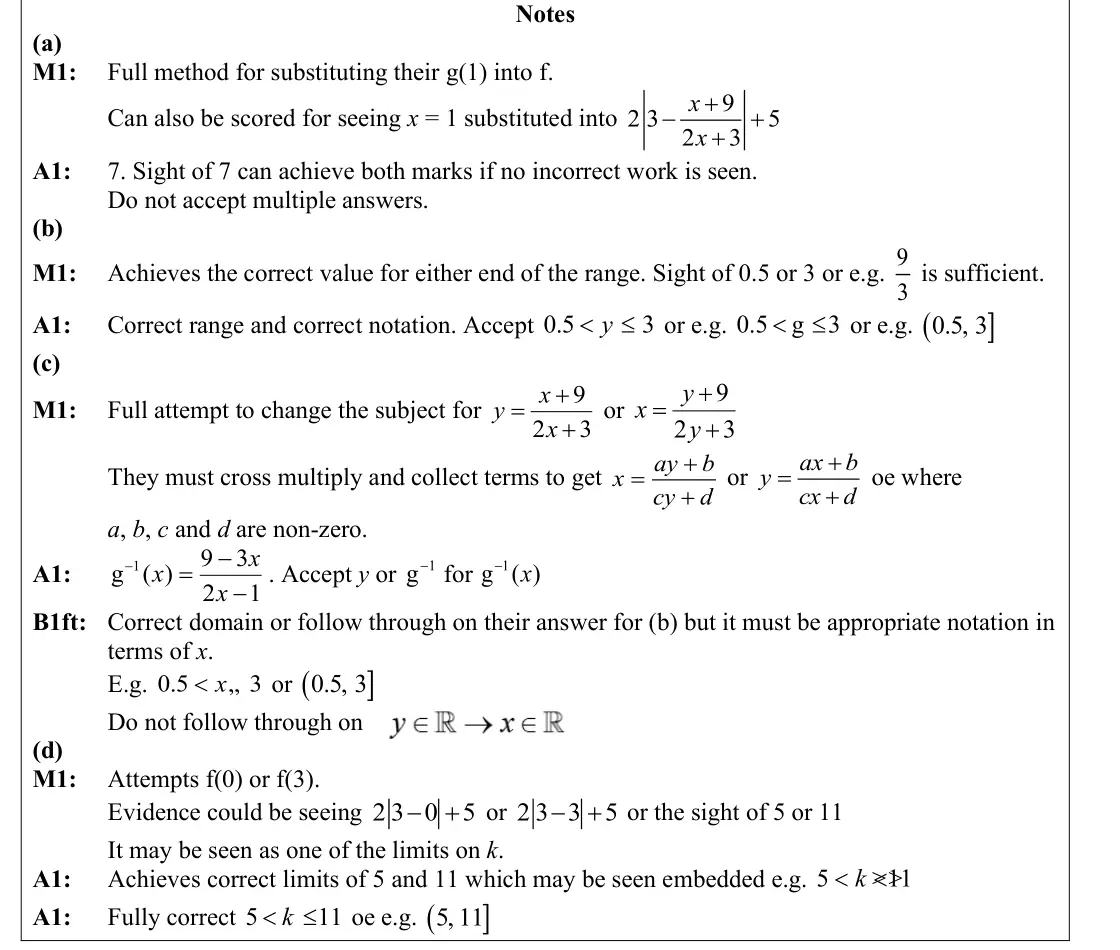 Notes
(a)
M1: Full method for substituting their g(1) into f.
Can also be scored for seeing x = 1 substituted into 2|3 − (x + 9)/(2x + 3)| + 5
A1: 7. Sight of 7 can achieve both marks if no incorrect work is seen.
Do not accept multiple answers.
(b)
M1: Achieves the correct value for either end of the range. Sight of 0.5 or 3 or e.g. 9/3 is sufficient.
A1: Correct range and correct notation. Accept 0.5 < y ≤ 3 or e.g. 0.5 < g ≤3 or e.g. (0.5, 3]
(c)
M1: Full attempt to change the subject for y = (x + 9)/(2x + 3) or x = (y + 9)/(2y + 3)
They must cross multiply and collect terms to get x = (ay + b)/(cy + d) or y = (ax + b)/(cx + d) oe where
a, b, c and d are non-zero.
A1: g⁻¹(x) = (9 − 3x)/(2x − 1). Accept y or g⁻¹ for g⁻¹(x)
B1ft: Correct domain or follow through on their answer for (b) but it must be appropriate notation in
terms of x.
E.g. 0.5 < x,, 3 or (0.5, 3]
Do not follow through on y ∈ ℝ → x ∈ ℝ
(d)
M1: Attempts f(0) or f(3).
Evidence could be seeing 2|3 − 0| + 5 or 2|3 − 3| + 5 or the sight of 5 or 11
It may be seen as one of the limits on k.
A1: Achieves correct limits of 5 and 11 which may be seen embedded e.g. 5 < k
A1: Fully correct 5 < k ≤11 oe e.g. (5, 11]